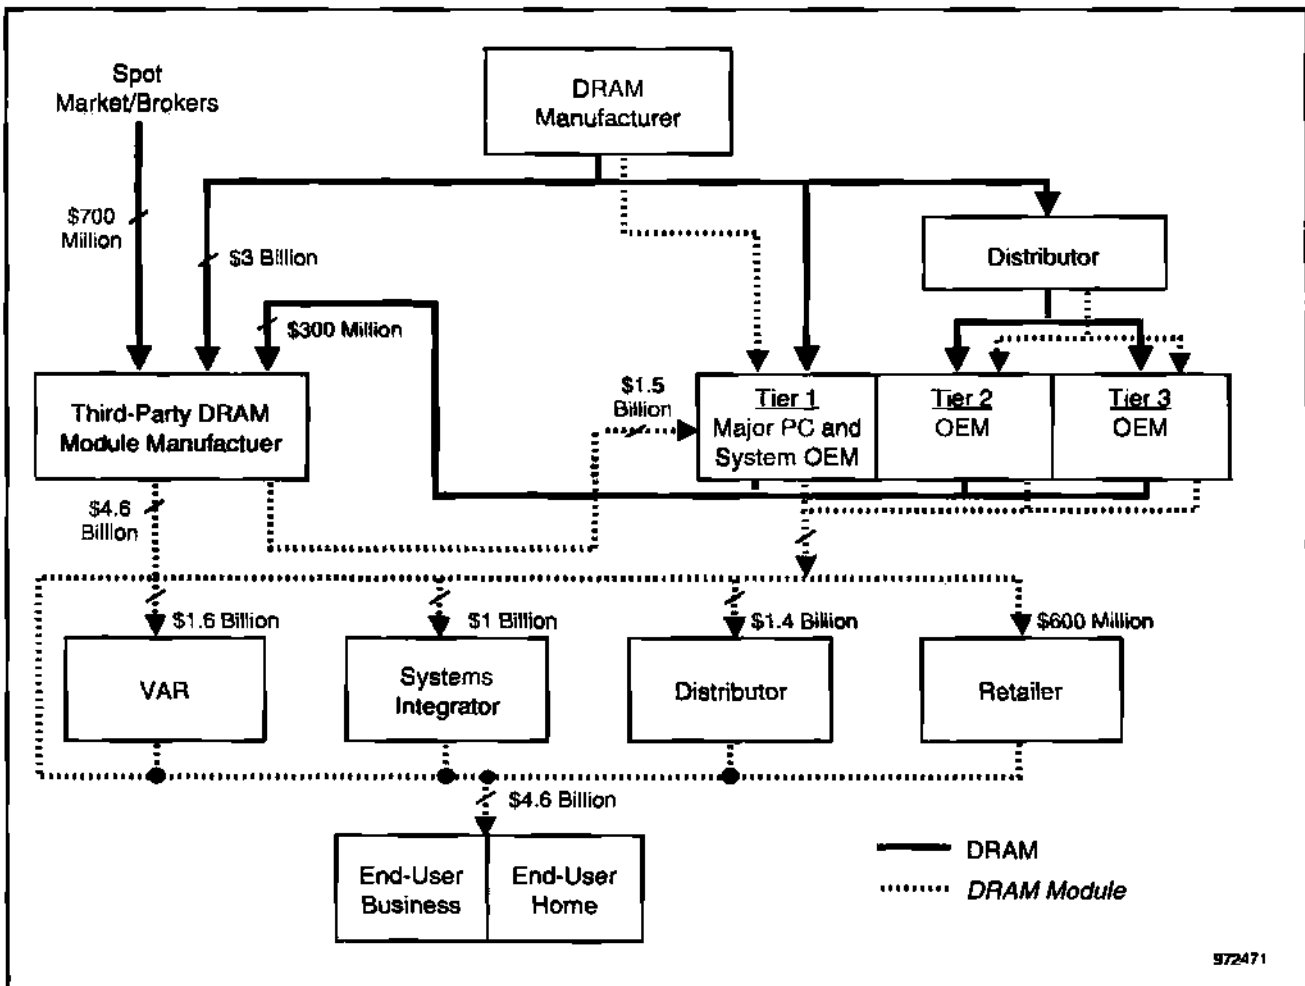 Spot
Market/Brokers
DRAM
Manufacturer
$700
Million
$3 Billion
Distributor
$300 Million
Third-Party DRAM
Module Manufactuer
$1.5
Billion
Tier 1
Major PC and
System OEM
Tier 2
OEM
Tier 3
OEM
$4.6
Billion
$1.6 Billion
$1 Billion
$1.4 Billion
$600 Million
VAR
Systems
Integrator
Distributor
Retailer
$4.6 Billion
End-User
Business
End-User
Home
DRAM
DRAM Module
972471